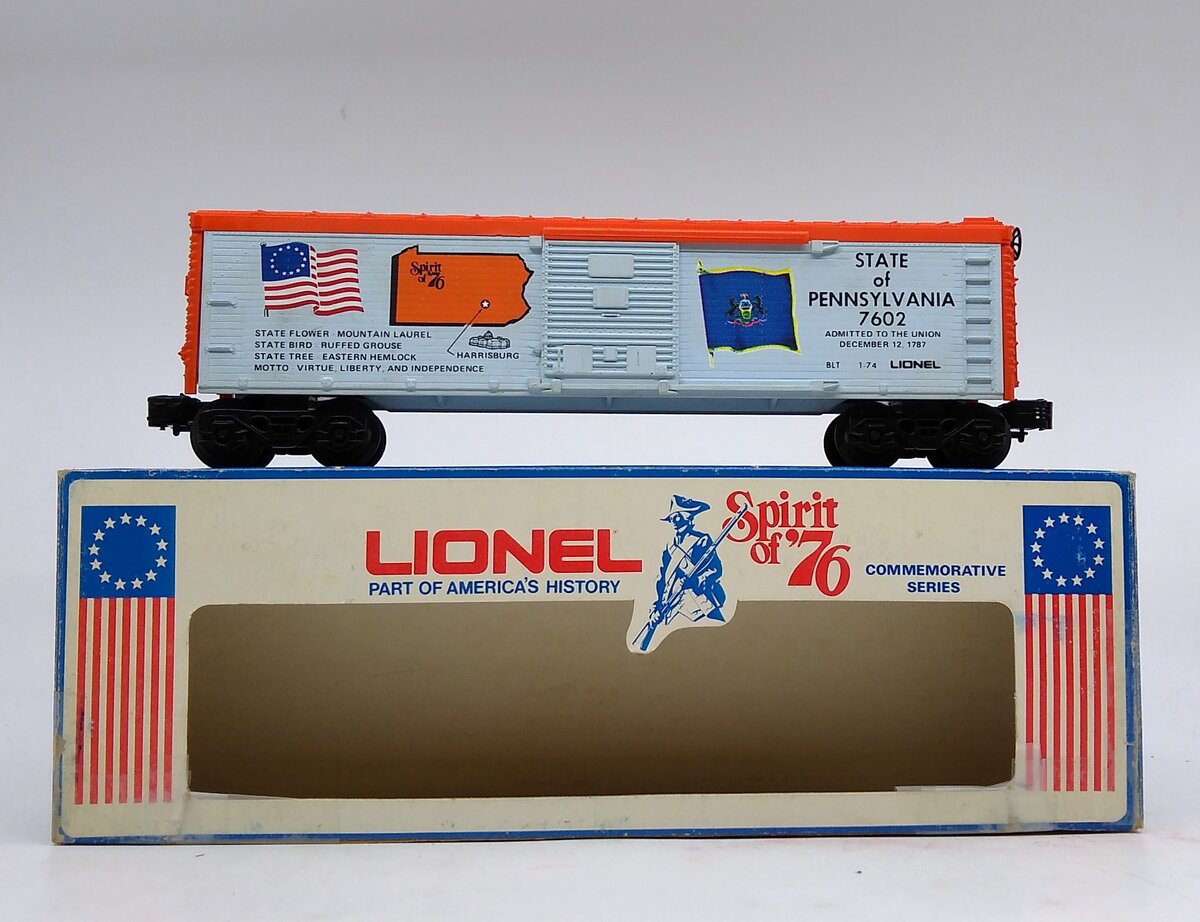 Spirit
of '76
STATE FLOWER MOUNTAIN LAUREL
STATE BIRD RUFFED GROUSE
STATE TREE EASTERN HEMLOCK
MOTTO VIRTUE, LIBERTY, AND INDEPENDENCE
HARRISBURG
STATE
of
PENNSYLVANIA
7602
ADMITTED TO THE UNION
DECEMBER 12, 1787
BLT 1-74 LIONEL
LIONEL
PART OF AMERICA'S HISTORY
Spirit
of '76
COMMEMORATIVE
SERIES